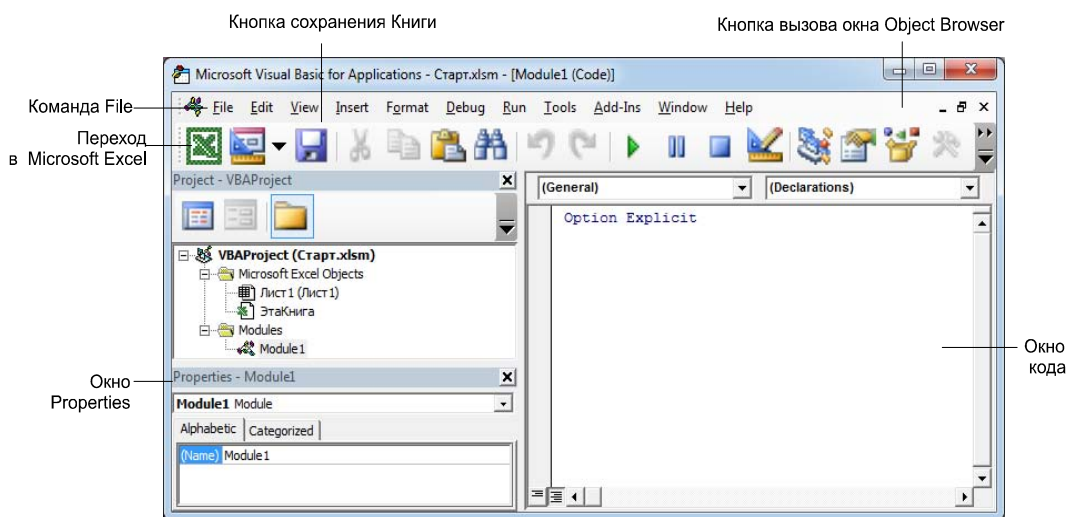 Кнопка сохранения Книги
Кнопка вызова окна Object Browser
Microsoft Visual Basic for Applications - Старт.xlsm - [Module1 (Code)]
Команда File
File Edit View Insert Format Debug Run Tools Add-Ins Window Help
Переход
в Microsoft Excel
Project - VBAProject
(General) (Declarations)
Option Explicit
VBAProject (Старт.xlsm)
Microsoft Excel Objects
Лист1 (Лист1)
ЭтаКнига
Modules
Module1
Окно
кода
Окно
Properties
Properties - Module1
Module1 Module
Alphabetic Categorized
(Name) Module1